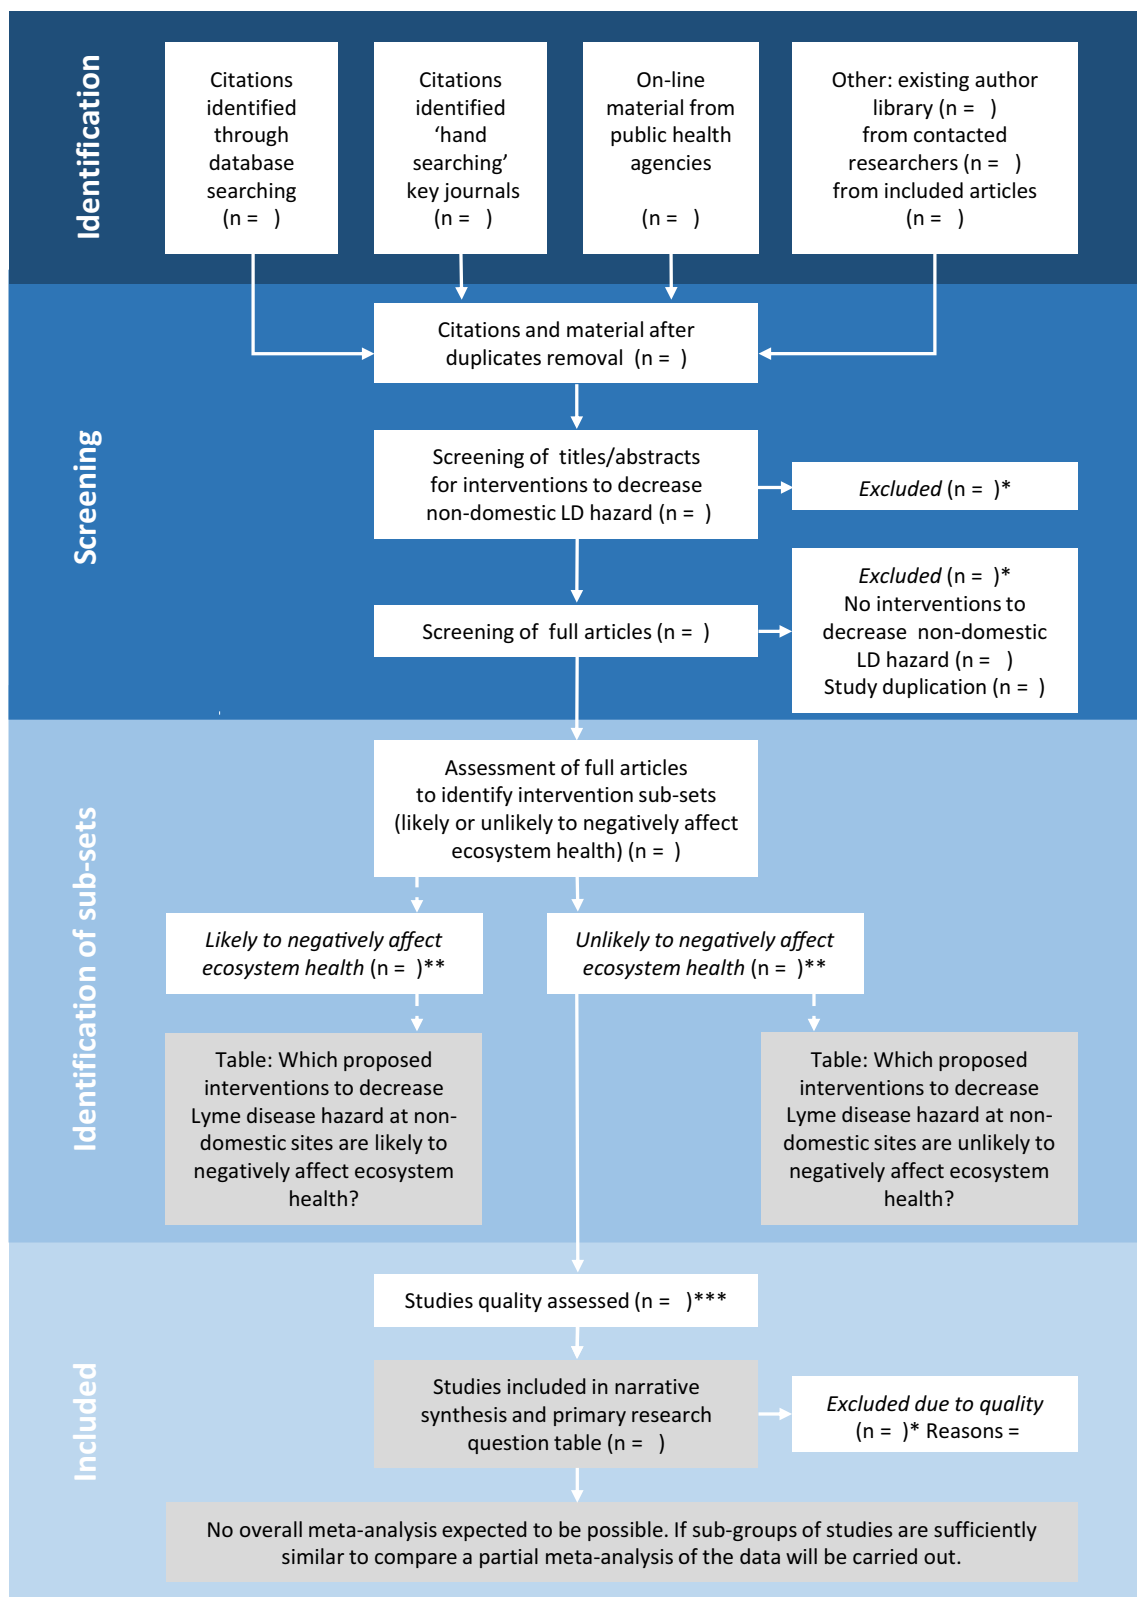 Identification
Citations
identified
through
database
searching
(n =   )
Citations
identified
‘hand
searching’
key journals
(n =   )
On-line
material from
public health
agencies
(n =   )
Other: existing author
library (n =   )
from contacted
researchers (n =   )
from included articles
(n =   )
Screening
Citations and material after
duplicates removal  (n =  )
Screening of  titles/abstracts
for interventions to decrease
non-domestic LD hazard (n =   )
Excluded (n =  )*
Screening of  full articles (n =   )
Excluded (n =  )*
No interventions to
decrease  non-domestic
LD hazard (n =   )
Study duplication (n =  )
Identification of sub-sets
Assessment of full articles
to identify intervention sub-sets
(likely or unlikely to negatively affect
ecosystem health) (n =  )
Likely to negatively affect
ecosystem health (n =  )**
Unlikely to negatively affect
ecosystem health (n =  )**
Table: Which proposed
interventions to decrease
Lyme disease hazard at non-
domestic sites are likely to
negatively affect ecosystem
health?
Table: Which proposed
interventions to decrease
Lyme disease hazard at non-
domestic sites are unlikely to
negatively affect ecosystem
health?
Included
Studies quality assessed (n =   )***
Studies included in narrative
synthesis and primary research
question table (n =   )
Excluded due to quality
(n =  )* Reasons =
No overall meta-analysis expected to be possible. If sub-groups of studies are sufficiently
similar to compare a partial meta-analysis of the data will be carried out.